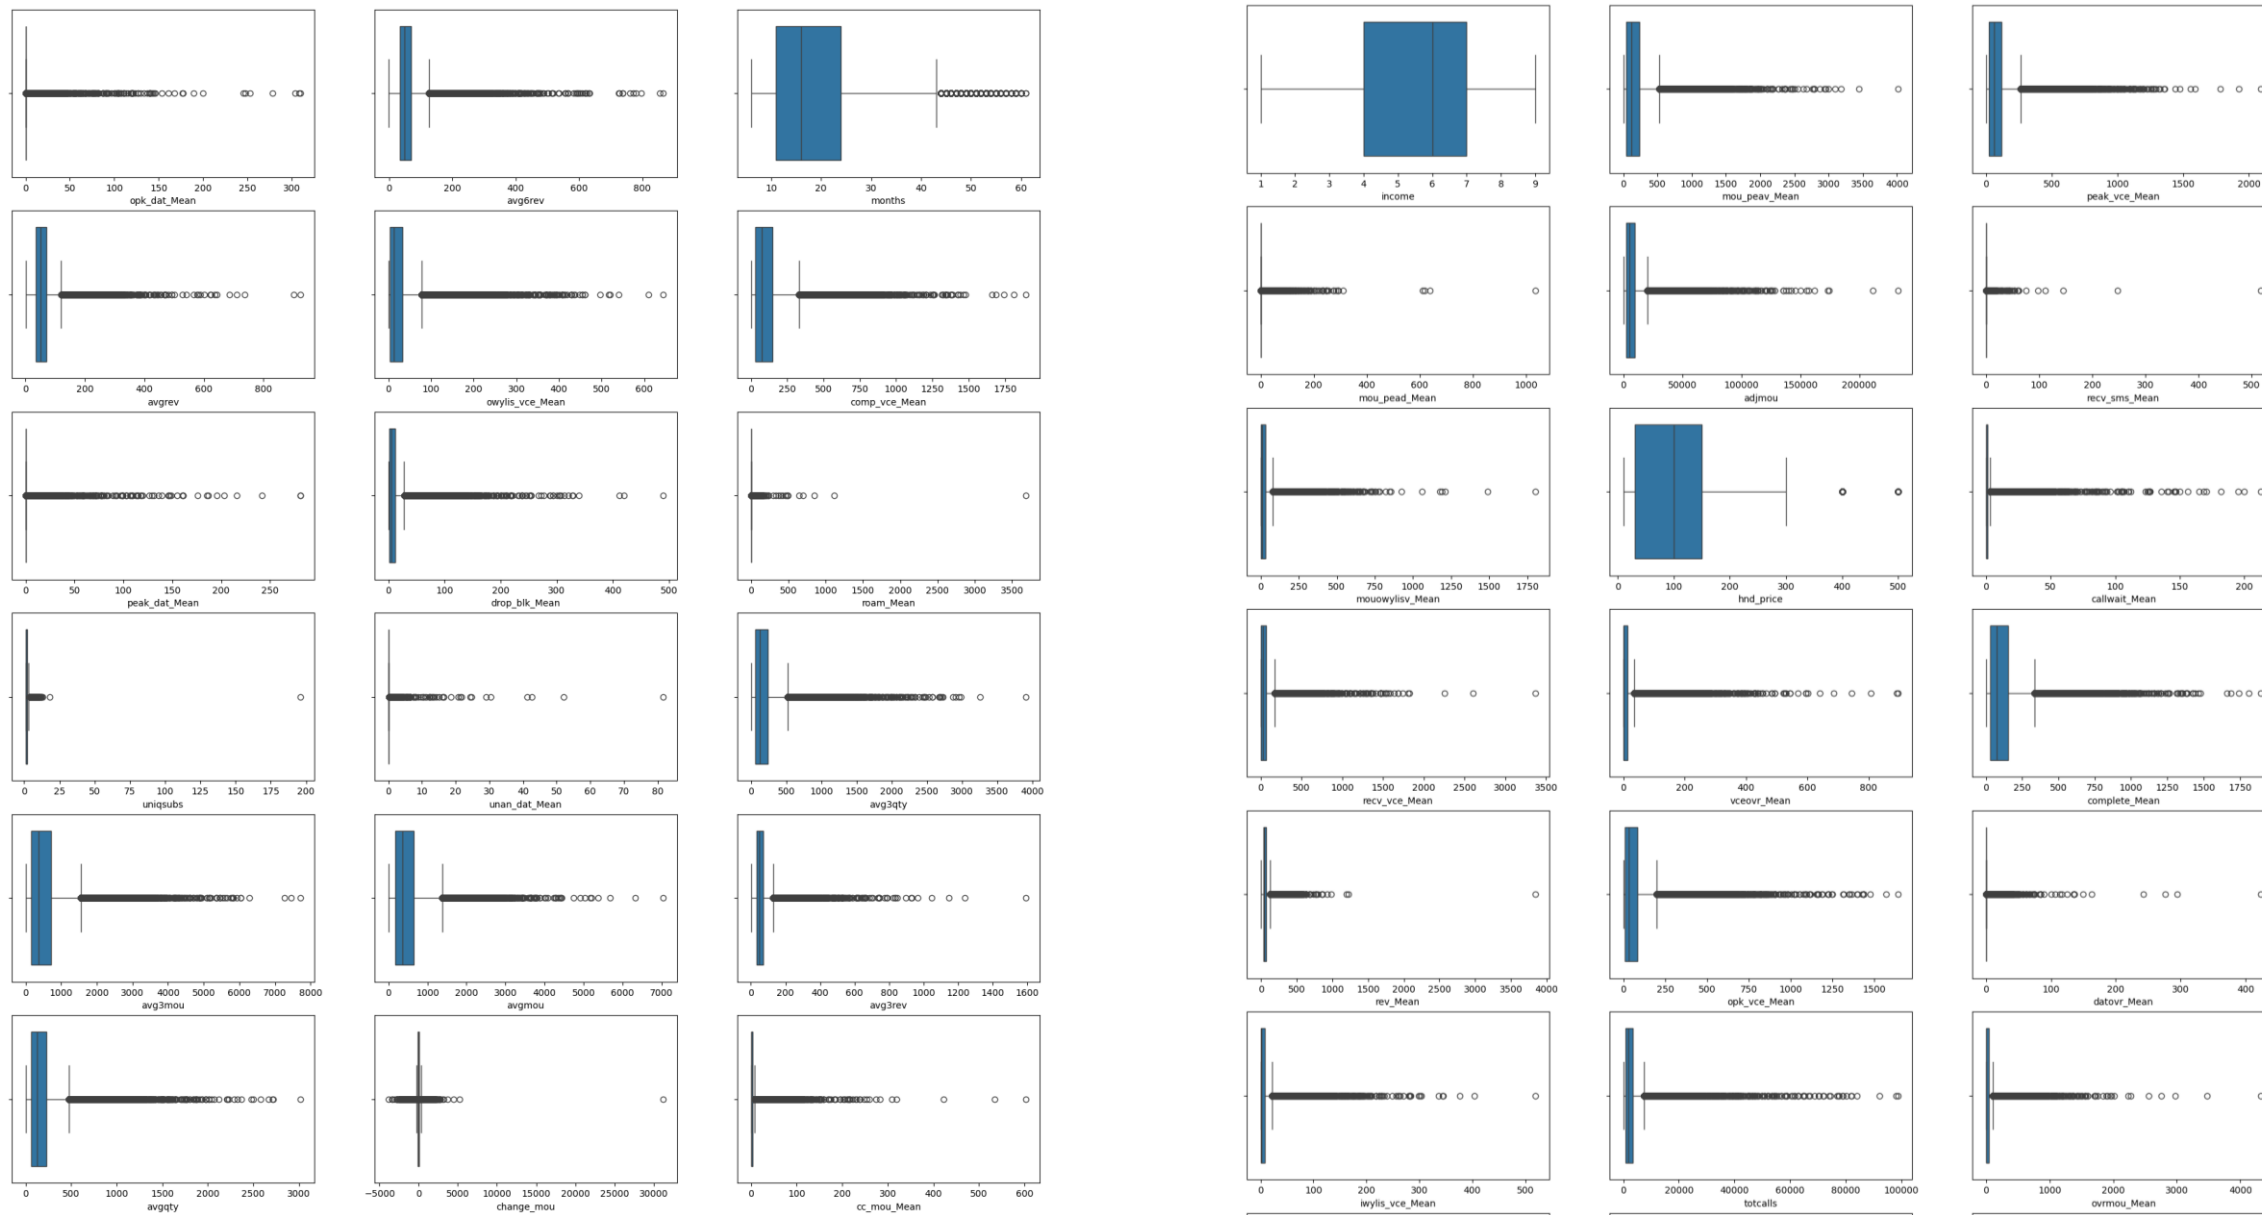 0 50 100 150 200 250 300
opk_dat_Mean
0 200 400 600 800
avg6rev
10 20 30 40 50 60
months
1 2 3 4 5 6 7 8 9
income
0 500 1000 1500 2000 2500 3000 3500 4000
mou_peav_Mean
0 500 1000 1500 2000
peak_vce_Mean
0 200 400 600 800
avgrev
0 100 200 300 400 500 600
owylis_vce_Mean
0 250 500 750 1000 1250 1500 1750
comp_vce_Mean
0 200 400 600 800 1000
mou_pead_Mean
0 50000 100000 150000 200000
adjmou
0 100 200 300 400 500
recv_sms_Mean
0 50 100 150 200 250
peak_dat_Mean
0 100 200 300 400 500
drop_blk_Mean
0 500 1000 1500 2000 2500 3000 3500
roam_Mean
0 250 500 750 1000 1250 1500 1750
mouowylisv_Mean
0 100 200 300 400 500
hnd_price
0 50 100 150 200
callwait_Mean
0 25 50 75 100 125 150 175 200
uniqsubs
0 10 20 30 40 50 60 70 80
unan_dat_Mean
0 500 1000 1500 2000 2500 3000 3500 4000
avg3qty
0 500 1000 1500 2000 2500 3000 3500
recv_vce_Mean
0 200 400 600 800
vceovr_Mean
0 250 500 750 1000 1250 1500 1750
complete_Mean
0 1000 2000 3000 4000 5000 6000 7000 8000
avg3mou
0 1000 2000 3000 4000 5000 6000 7000
avgmou
0 200 400 600 800 1000 1200 1400 1600
avg3rev
0 500 1000 1500 2000 2500 3000 3500 4000
rev_Mean
0 250 500 750 1000 1250 1500
opk_vce_Mean
0 100 200 300 400
datovr_Mean
0 500 1000 1500 2000 2500 3000
avgqty
−5000 0 5000 10000 15000 20000 25000 30000
change_mou
0 100 200 300 400 500 600
cc_mou_Mean
0 100 200 300 400 500
iwylis_vce_Mean
0 20000 40000 60000 80000 100000
totcalls
0 1000 2000 3000
ovrmou_Mean